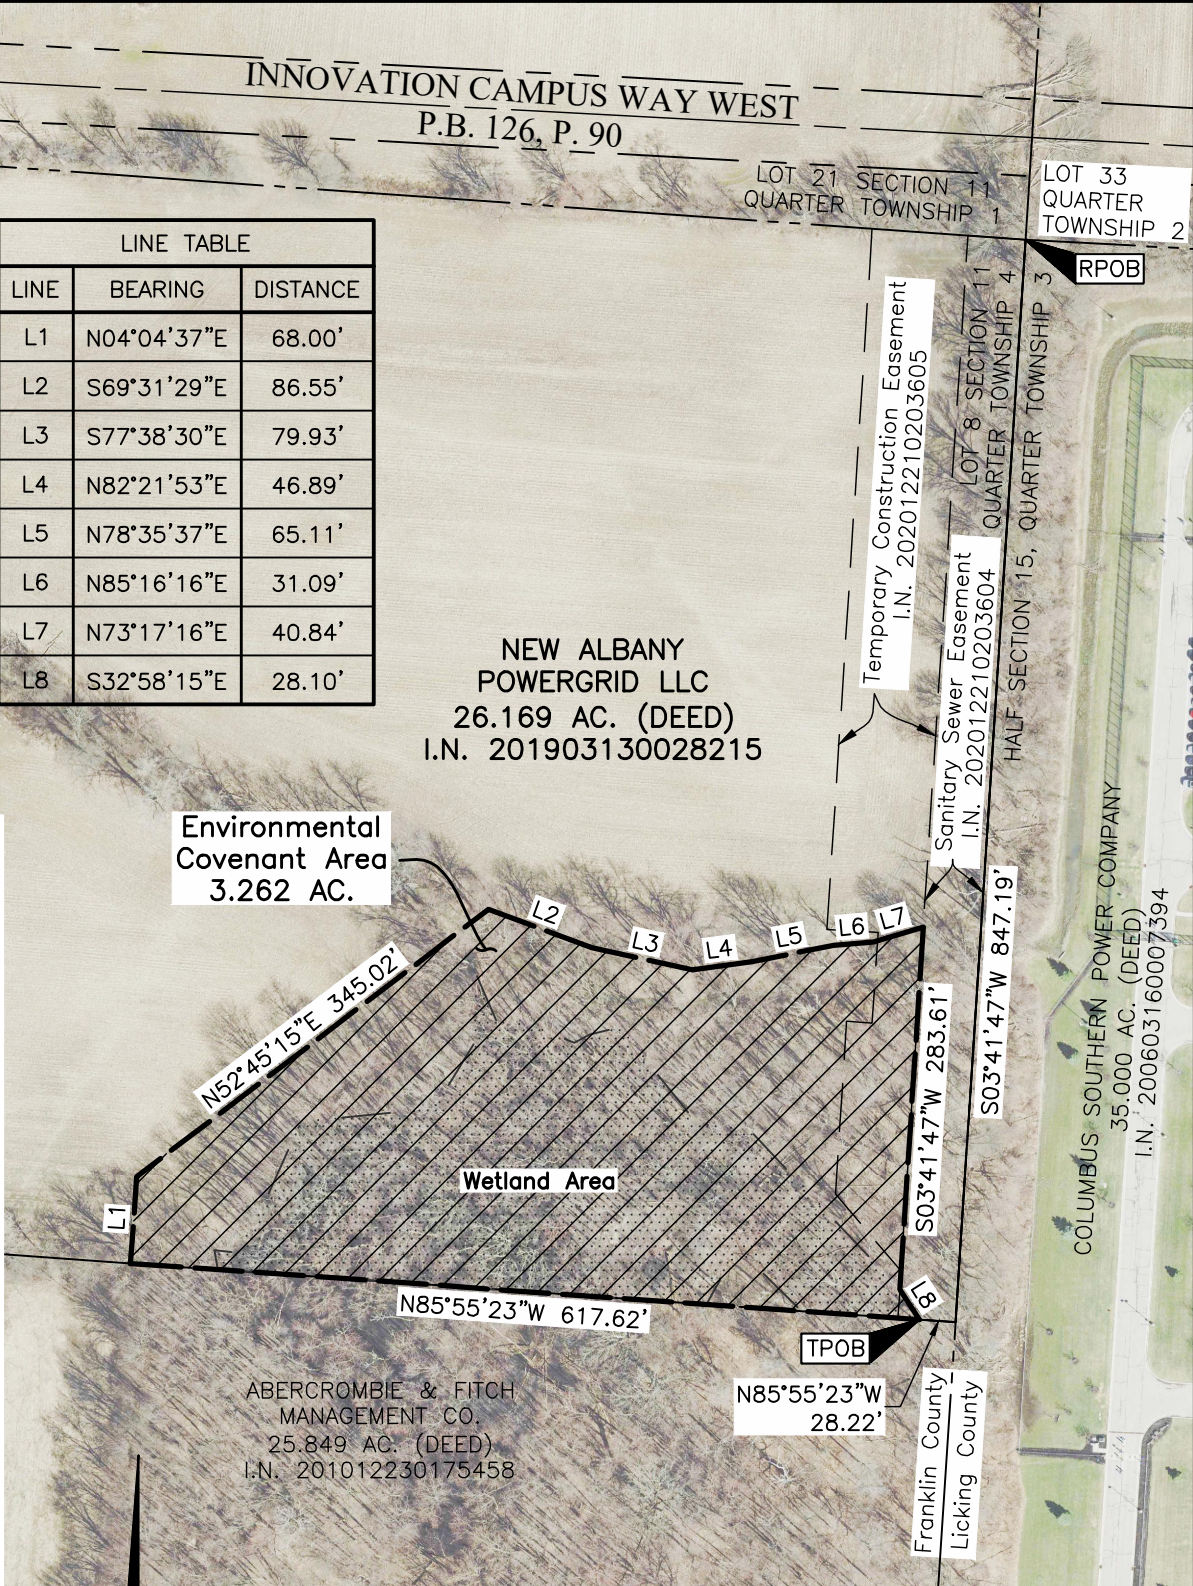 INNOVATION CAMPUS WAY WEST
P.B. 126, P. 90
LOT 21 SECTION 11
QUARTER TOWNSHIP 1
LOT 33
QUARTER
TOWNSHIP 2
RPOB
LINE TABLE
LINE BEARING DISTANCE
L1 N04°04'37"E 68.00'
L2 S69°31'29"E 86.55'
L3 S77°38'30"E 79.93'
L4 N82°21'53"E 46.89'
L5 N78°35'37"E 65.11'
L6 N85°16'16"E 31.09'
L7 N73°17'16"E 40.84'
L8 S32°58'15"E 28.10'
Temporary Construction Easement
I.N. 202012210203605
LOT 8 SECTION 11
QUARTER TOWNSHIP 4
HALF SECTION 15, QUARTER TOWNSHIP 3
Sanitary Sewer Easement
I.N. 202012210203604
NEW ALBANY
POWERGRID LLC
26.169 AC. (DEED)
I.N. 201903130028215
Environmental
Covenant Area
3.262 AC.
L2
L3
L4
L5
L6
L7
N52°45'15"E 345.02'
S03°41'47"W 283.61'
S03°41'47"W 847.19'
COLUMBUS SOUTHERN POWER COMPANY
35.000 AC. (DEED)
I.N. 200603160007394
Wetland Area
L1
L8
N85°55'23"W 617.62'
TPOB
N85°55'23"W
28.22'
ABERCROMBIE & FITCH
MANAGEMENT CO.
25.849 AC. (DEED)
I.N. 201012230175458
Franklin County
Licking County